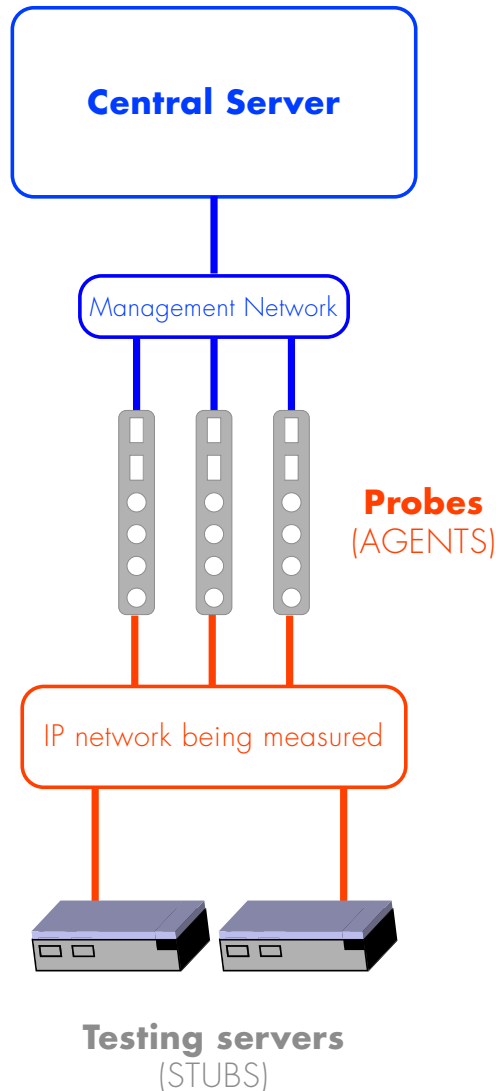 Central Server
Management Network
Probes
(AGENTS)
IP network being measured
Testing servers
(STUBS)